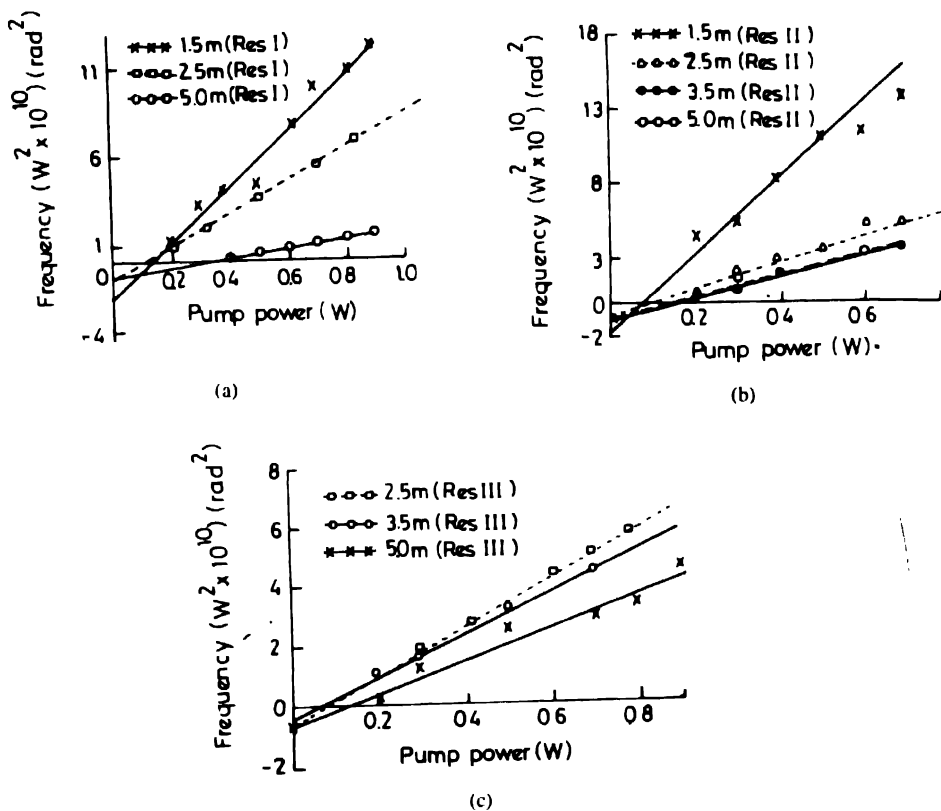 (a)
Frequency (W² x 10¹⁰) (rad²)
11
6
1
0
-4
x x x 1.5m (Res I)
-□-□-□ 2.5m (Res I)
o-o-o 5.0m (Res I)
0.2 0.4 0.6 0.8 1.0
Pump power (W)
(a)
(b)
Frequency (W² x 10¹⁰) (rad²)
18
13
8
3
0
-2
x x x 1.5m (Res II)
△ △ △ 2.5m (Res II)
●-●-● 3.5m (Res II)
o-o-o 5.0m (Res II)
0.2 0.4 0.6
Pump power (W).
(b)
Frequency (W² x 10¹⁰) (rad²)
8
6
4
2
0
-2
o-o-o 2.5m (Res III)
o-o-o 3.5m (Res III)
x-x-x 5.0m (Res III)
0.2 0.4 0.6 0.8
Pump power (W)
(c)